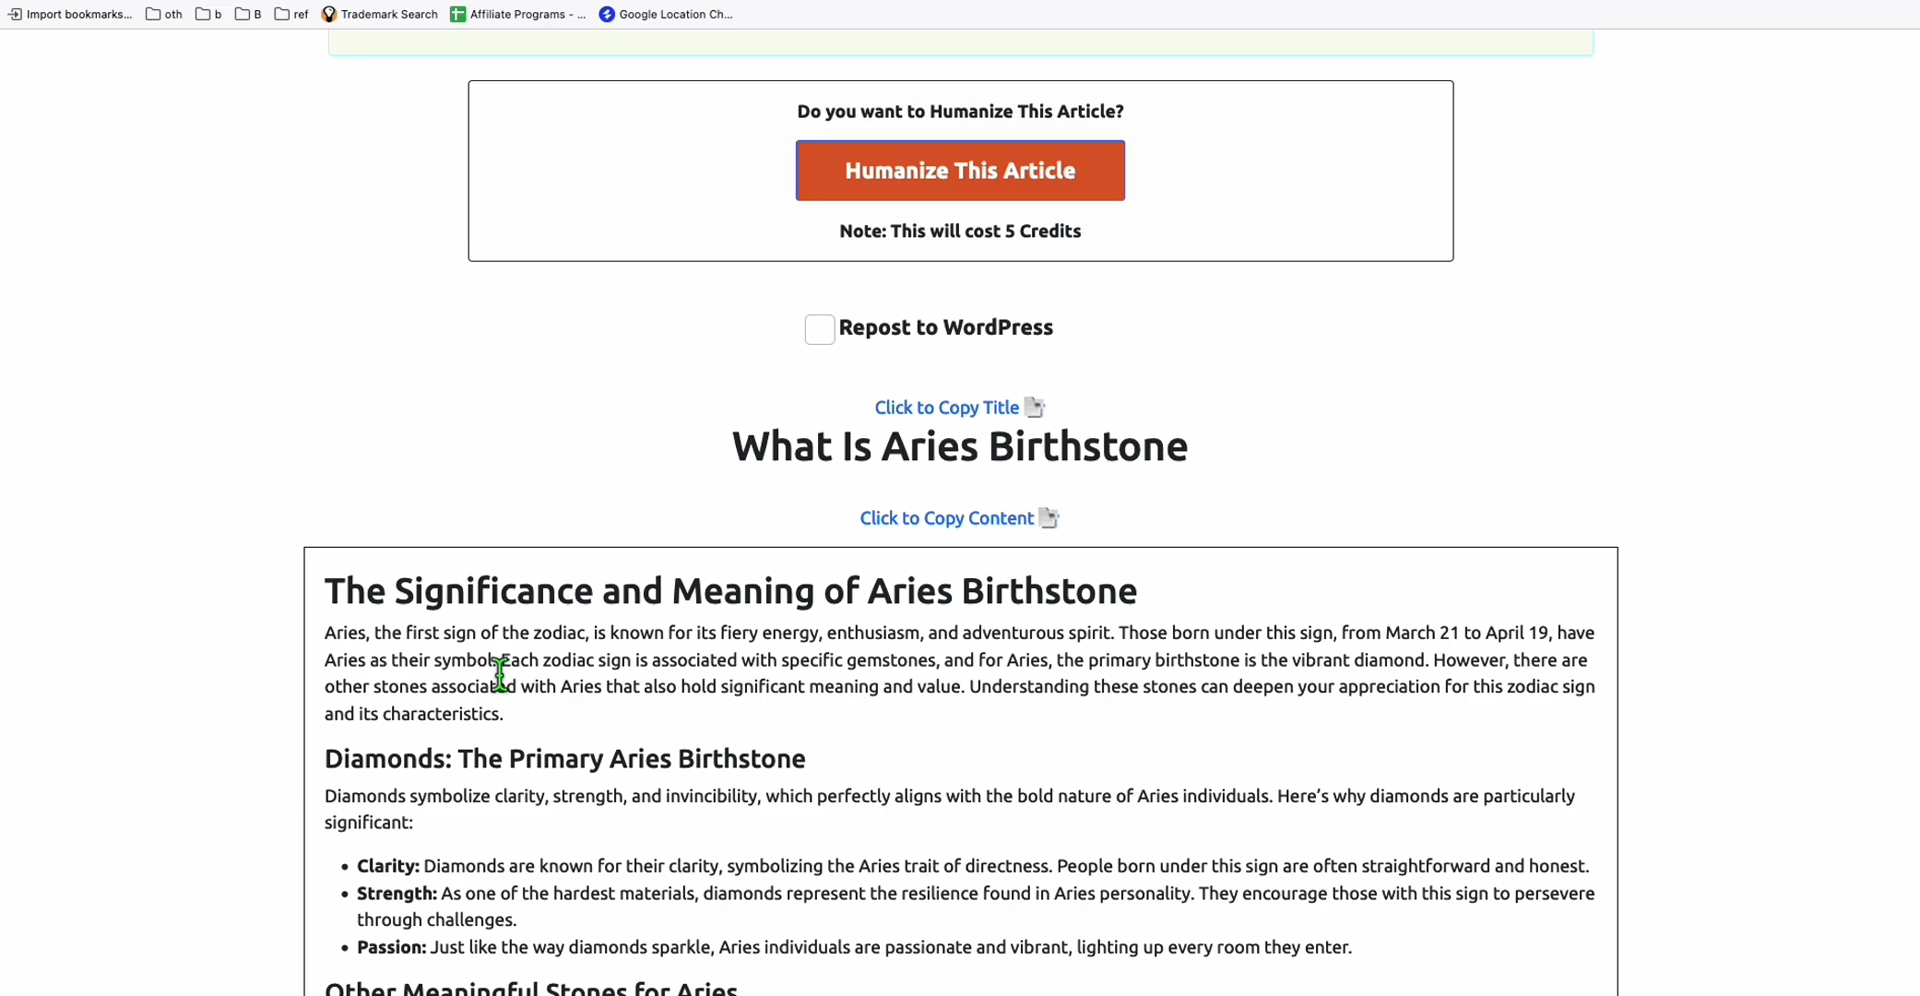 Import bookmarks... oth b B ref Trademark Search Affiliate Programs - ... Google Location Ch...
Do you want to Humanize This Article?
Humanize This Article
Note: This will cost 5 Credits
Repost to WordPress
Click to Copy Title
What Is Aries Birthstone
Click to Copy Content
The Significance and Meaning of Aries Birthstone
Aries, the first sign of the zodiac, is known for its fiery energy, enthusiasm, and adventurous spirit. Those born under this sign, from March 21 to April 19, have
Aries as their symbol. Each zodiac sign is associated with specific gemstones, and for Aries, the primary birthstone is the vibrant diamond. However, there are
other stones associated with Aries that also hold significant meaning and value. Understanding these stones can deepen your appreciation for this zodiac sign
and its characteristics.
Diamonds: The Primary Aries Birthstone
Diamonds symbolize clarity, strength, and invincibility, which perfectly aligns with the bold nature of Aries individuals. Here's why diamonds are particularly
significant:
• Clarity: Diamonds are known for their clarity, symbolizing the Aries trait of directness. People born under this sign are often straightforward and honest.
• Strength: As one of the hardest materials, diamonds represent the resilience found in Aries personality. They encourage those with this sign to persevere
through challenges.
• Passion: Just like the way diamonds sparkle, Aries individuals are passionate and vibrant, lighting up every room they enter.
Other Meaningful Stones for Aries